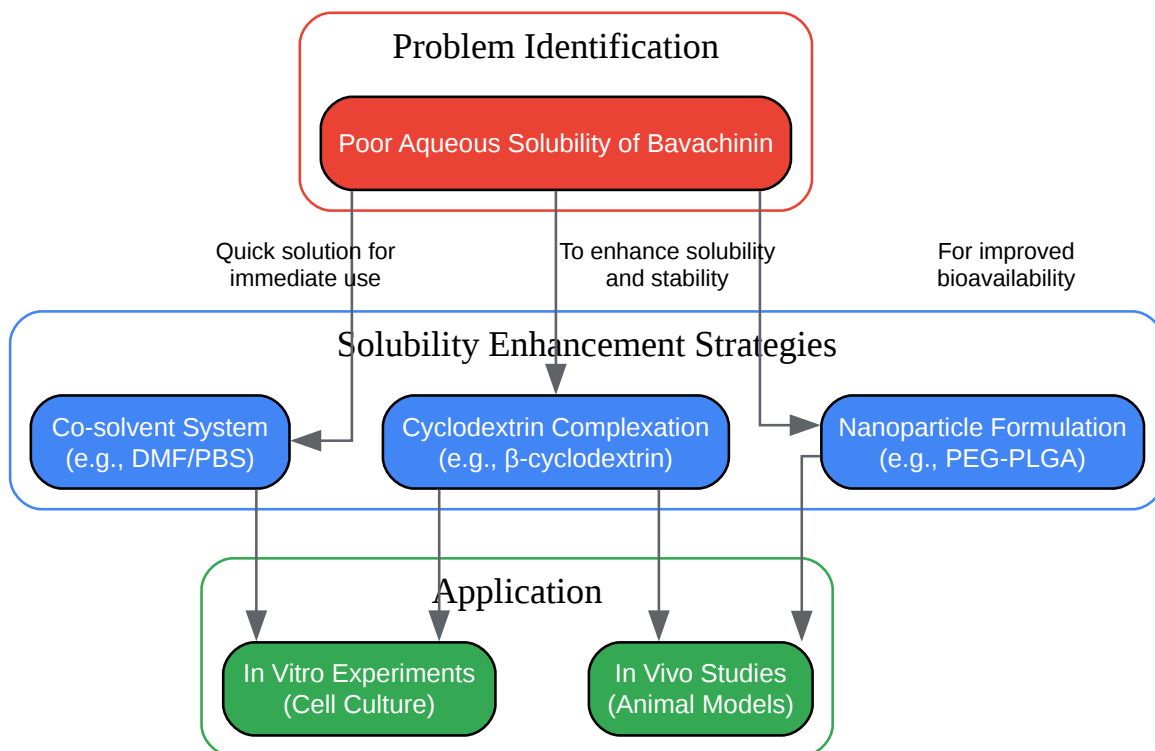 Problem Identification
Poor Aqueous Solubility of Bavachinin
Quick solution for
immediate use
To enhance solubility
and stability
For improved
bioavailability
Solubility Enhancement Strategies
Co-solvent System
(e.g., DMF/PBS)
Cyclodextrin Complexation
(e.g., β-cyclodextrin)
Nanoparticle Formulation
(e.g., PEG-PLGA)
Application
In Vitro Experiments
(Cell Culture)
In Vivo Studies
(Animal Models)